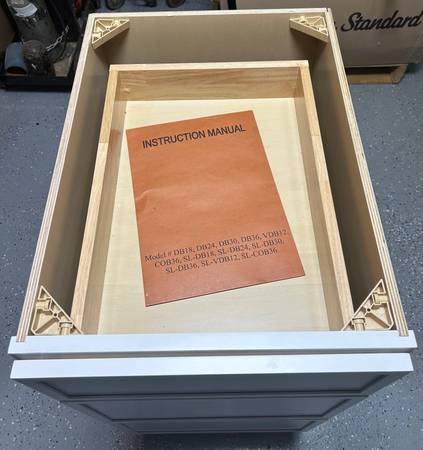 Standard
INSTRUCTION MANUAL
Model # DB18, DB24, DB30, DB36, VDB12,
COB36, SL-DB18, SL-DB24, SL-DB30,
SL-DB36, SL-VDB12, SL-COB36